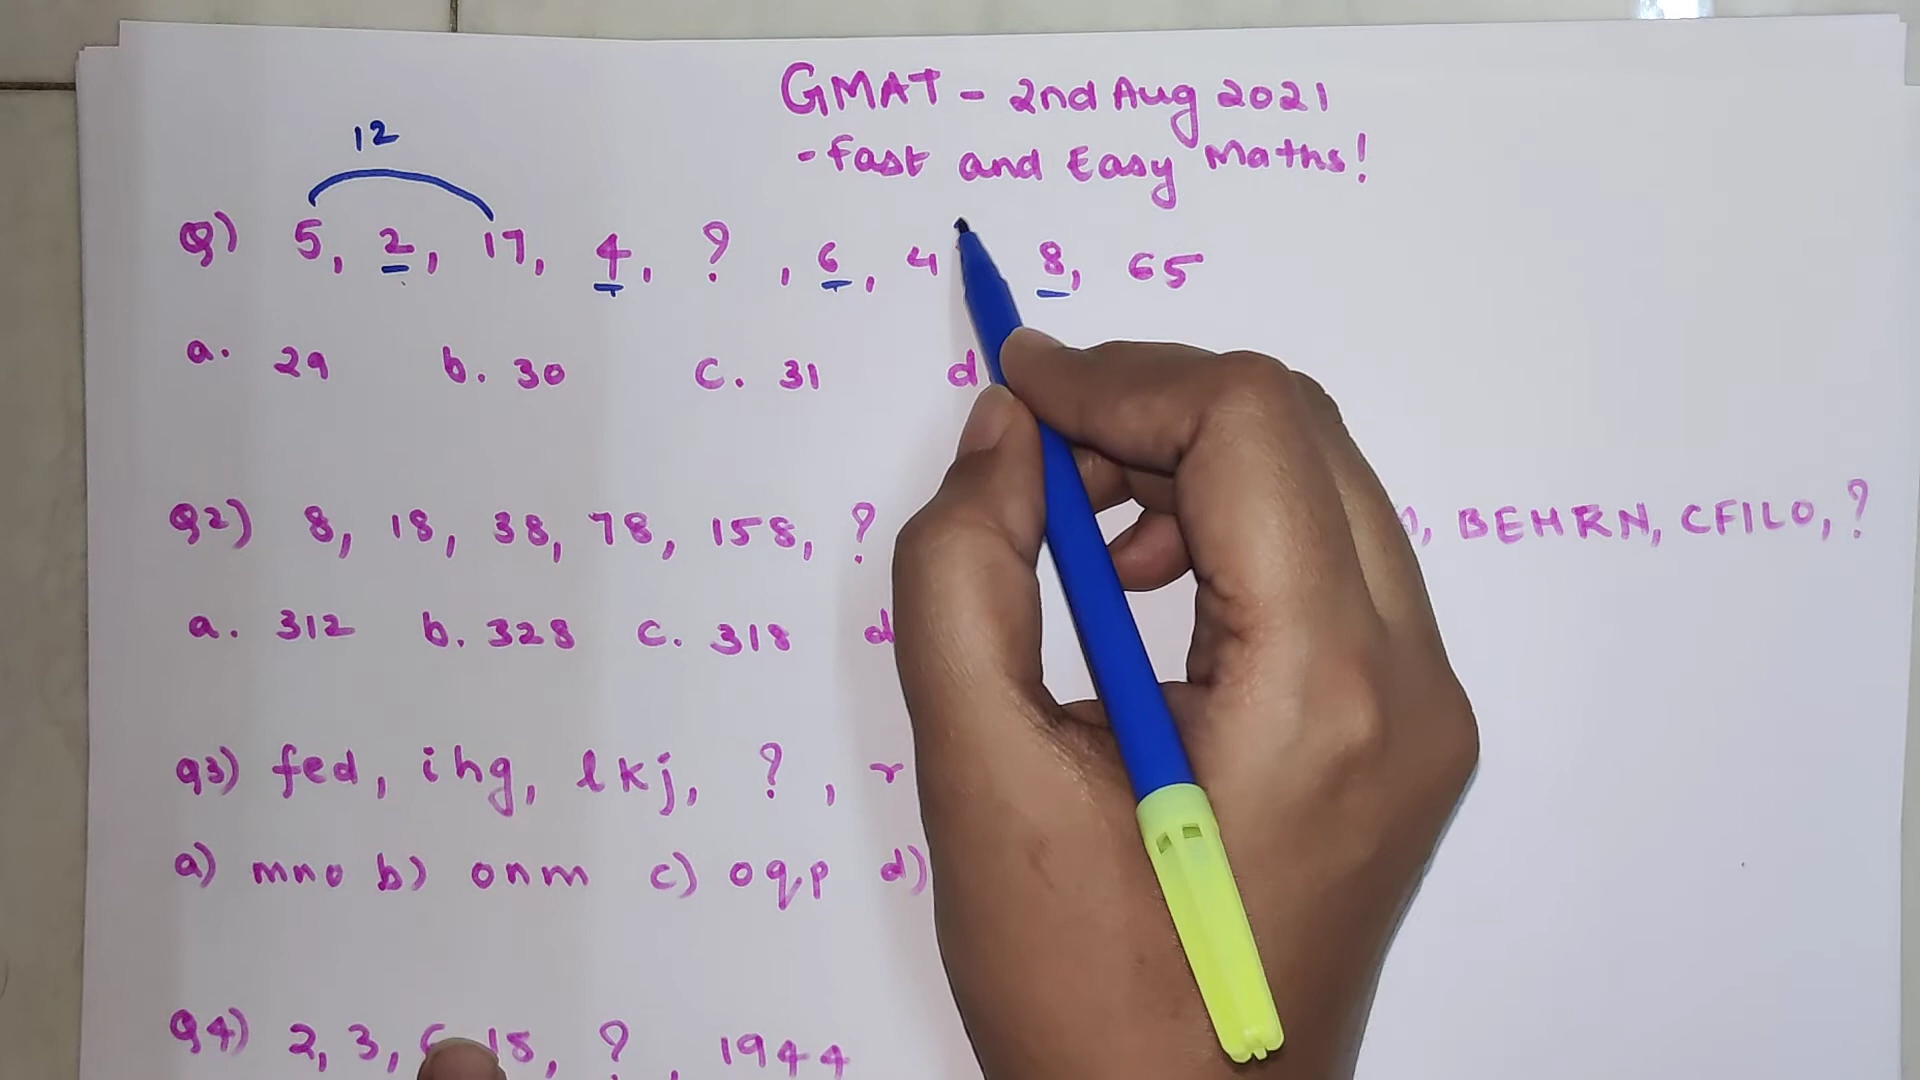 GMAT - 2nd Aug 2021
- Fast and Easy Maths!
12
Q) 5, 2, 17, 4, ? , 6, 4 8, 65
a. 29 b. 30 c. 31 d
Q2) 8, 18, 38, 78, 158, ?
, BEHRN, CFILO, ?
a. 312 b. 328 c. 318 d
Q3) fed, ihg, lkj, ? , r
a) mno b) onm c) oqp d)
Q4) 2, 3, 18, ? , 1944